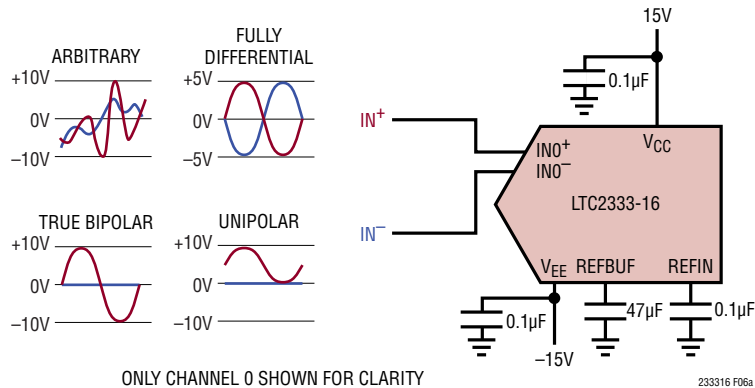 ARBITRARY
+10V
0V
–10V
FULLY
DIFFERENTIAL
+5V
0V
–5V
TRUE BIPOLAR
+10V
0V
–10V
UNIPOLAR
+10V
0V
–10V
15V
0.1µF
IN+
IN–
VCC
IN0+
IN0–
LTC2333-16
VEE
REFBUF
REFIN
0.1µF
47µF
0.1µF
–15V
ONLY CHANNEL 0 SHOWN FOR CLARITY
233316 F06a